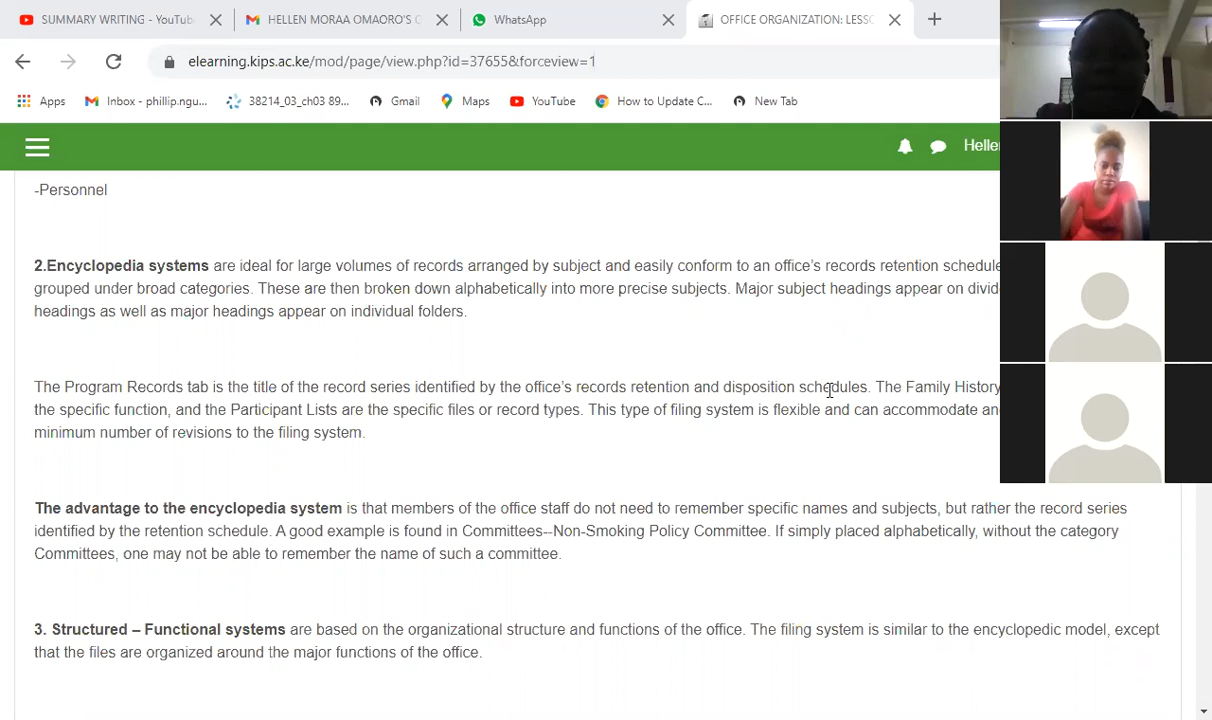 SUMMARY WRITING - YouTub
HELLEN MORAA OMAORO'S C
WhatsApp
OFFICE ORGANIZATION: LESSC
elearning.kips.ac.ke/mod/page/view.php?id=37655&forceview=1
Apps
Inbox - phillip.ngu...
38214_03_ch03 89...
Gmail
Maps
YouTube
How to Update C...
New Tab
Helle
-Personnel
2.Encyclopedia systems are ideal for large volumes of records arranged by subject and easily conform to an office's records retention schedule
grouped under broad categories. These are then broken down alphabetically into more precise subjects. Major subject headings appear on divid
headings as well as major headings appear on individual folders.
The Program Records tab is the title of the record series identified by the office's records retention and disposition schedules. The Family History
the specific function, and the Participant Lists are the specific files or record types. This type of filing system is flexible and can accommodate an
minimum number of revisions to the filing system.
The advantage to the encyclopedia system is that members of the office staff do not need to remember specific names and subjects, but rather the record series
identified by the retention schedule. A good example is found in Committees--Non-Smoking Policy Committee. If simply placed alphabetically, without the category
Committees, one may not be able to remember the name of such a committee.
3. Structured – Functional systems are based on the organizational structure and functions of the office. The filing system is similar to the encyclopedic model, except
that the files are organized around the major functions of the office.